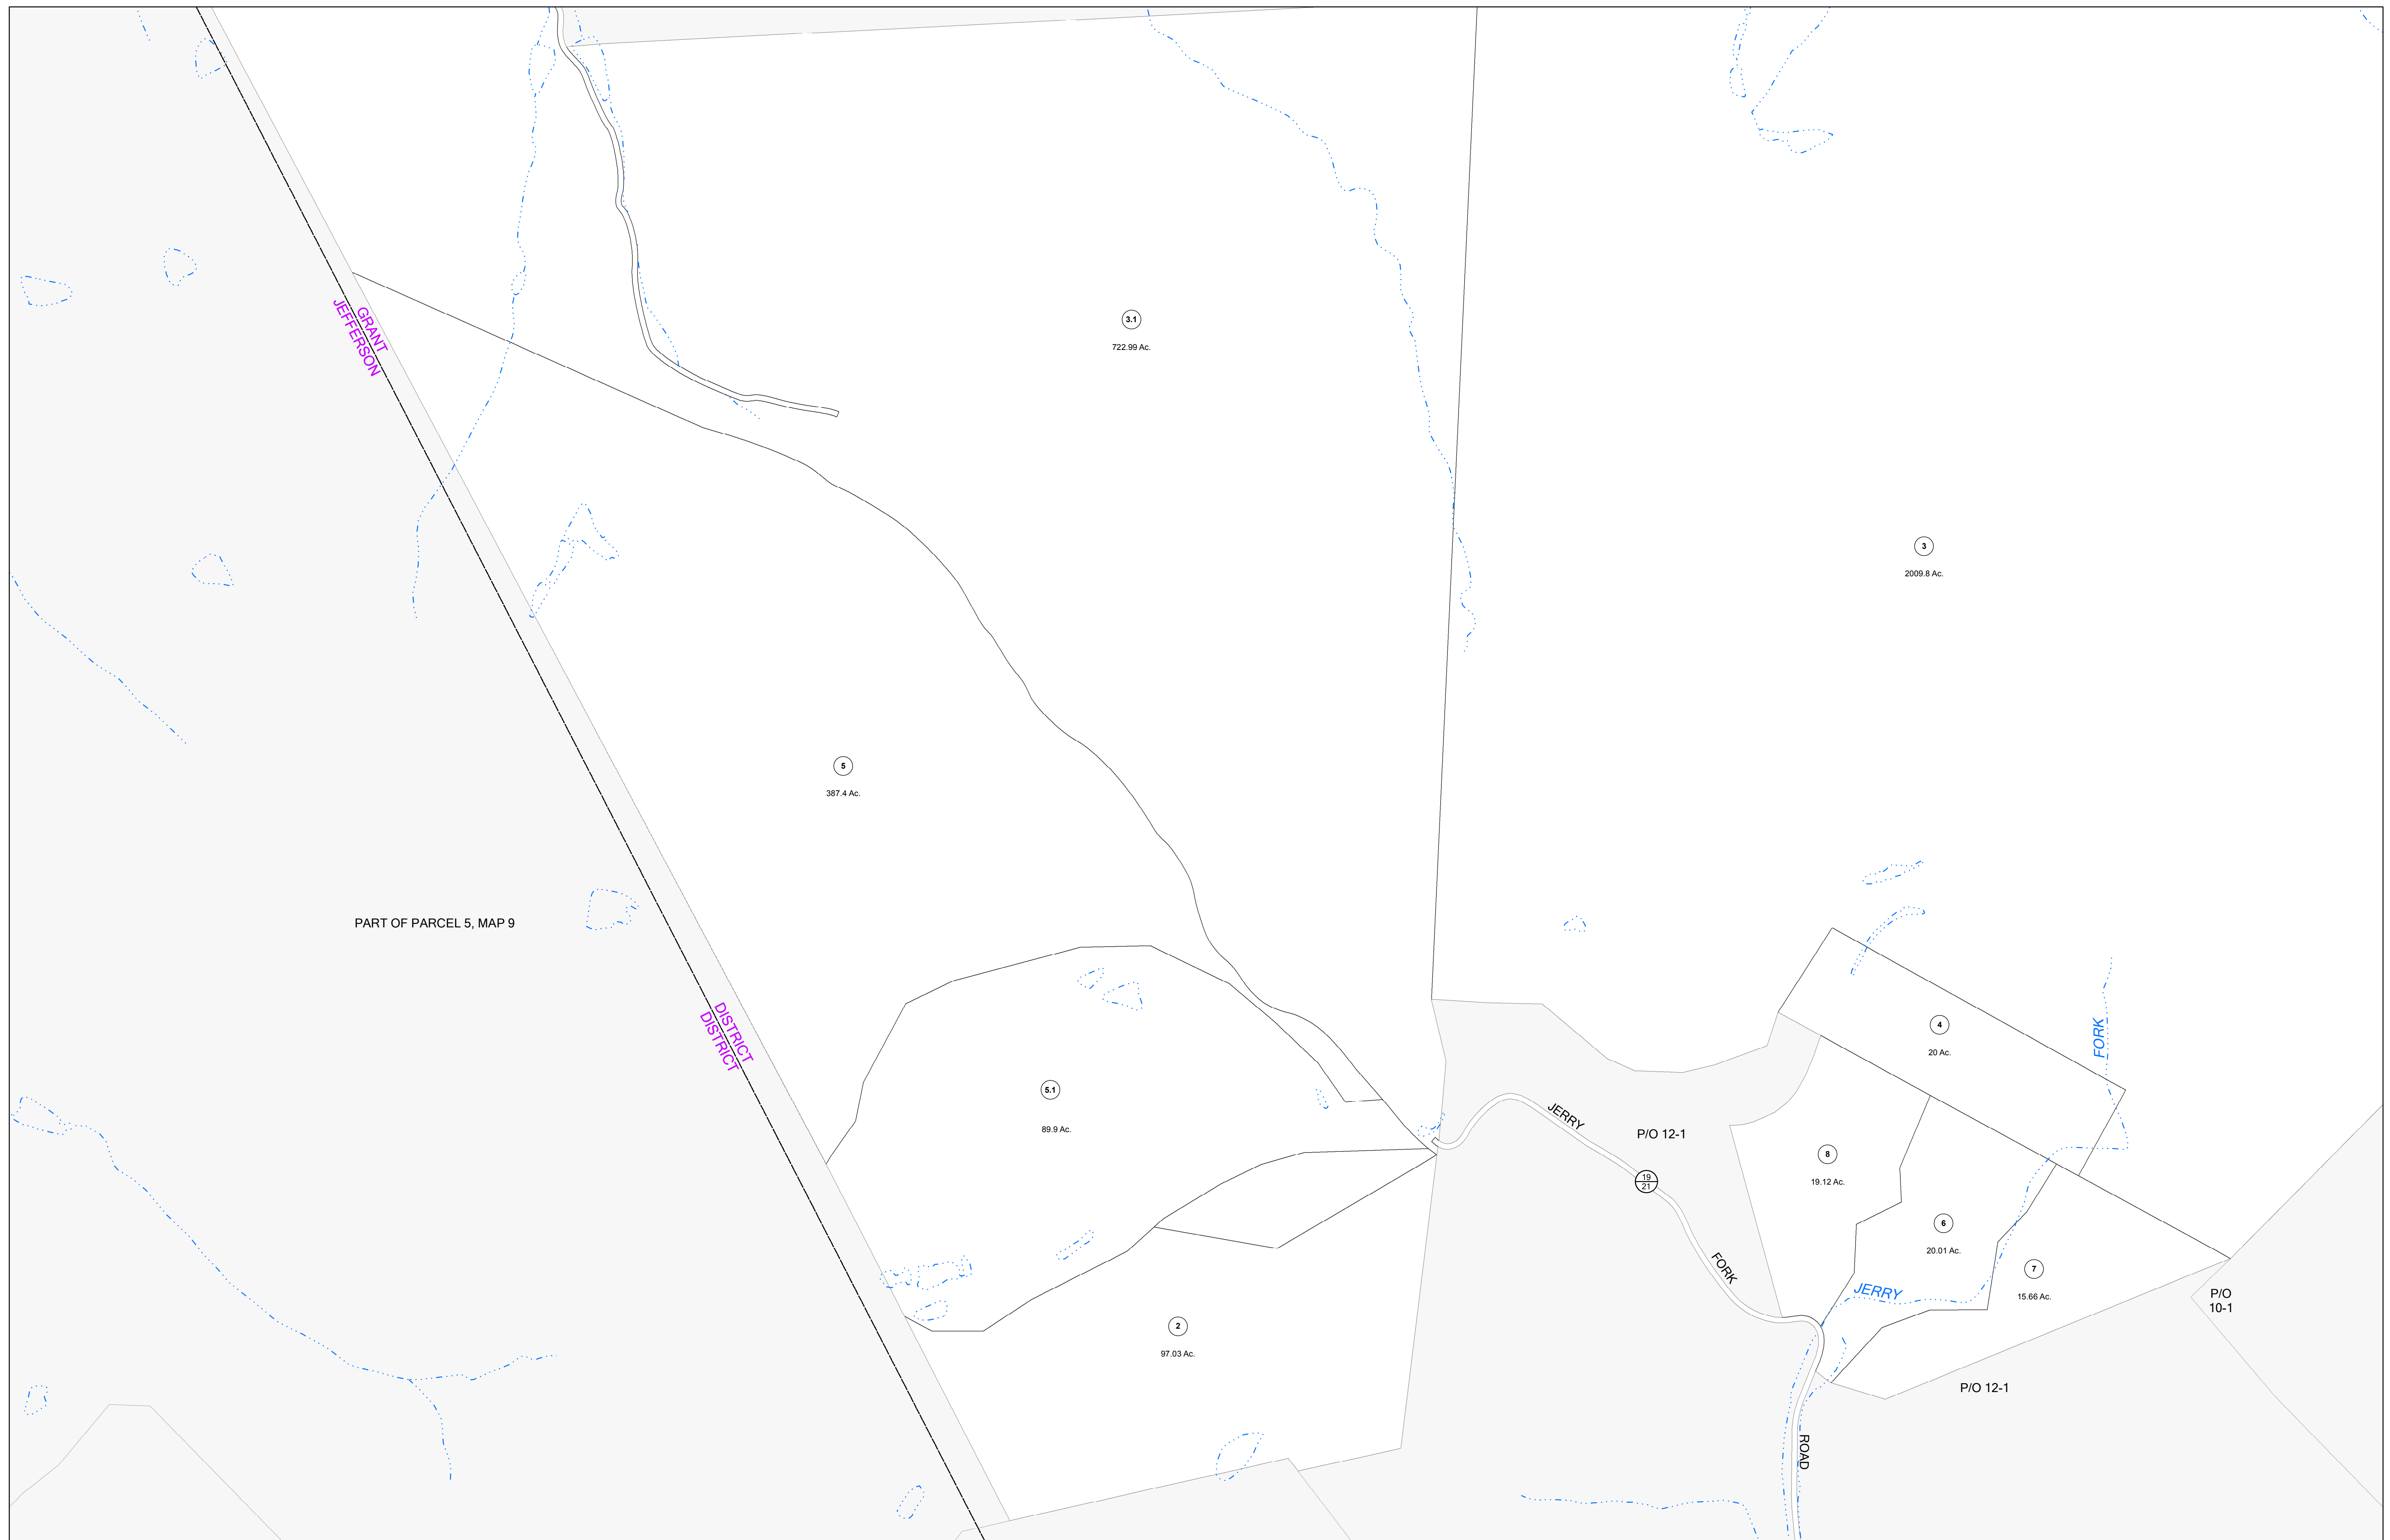 GRANT
JEFFERSON
3.1
722.99 Ac.
3
2009.8 Ac.
5
387.4 Ac.
PART OF PARCEL 5, MAP 9
DISTRICT
DISTRICT
4
20 Ac.
FORK
5.1
89.9 Ac.
JERRY
P/O 12-1
8
19.12 Ac.
19
21
6
20.01 Ac.
FORK
7
15.66 Ac.
JERRY
P/O
10-1
2
97.03 Ac.
P/O 12-1
ROAD